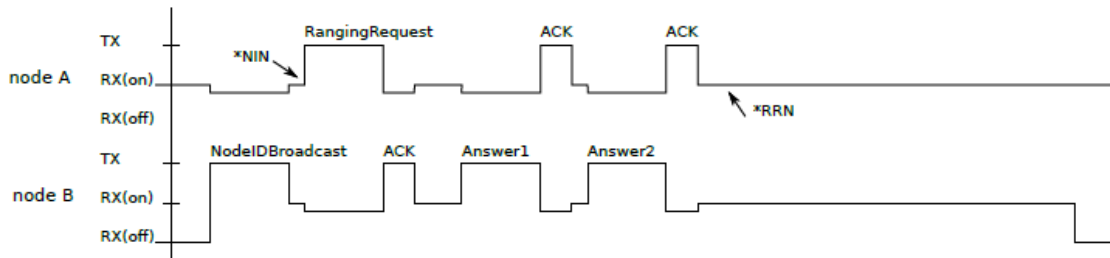 RangingRequest ACK ACK
TX
*NIN
node A RX(on)
*RRN
RX(off)
NodeIDBroadcast ACK Answer1 Answer2
TX
node B RX(on)
RX(off)